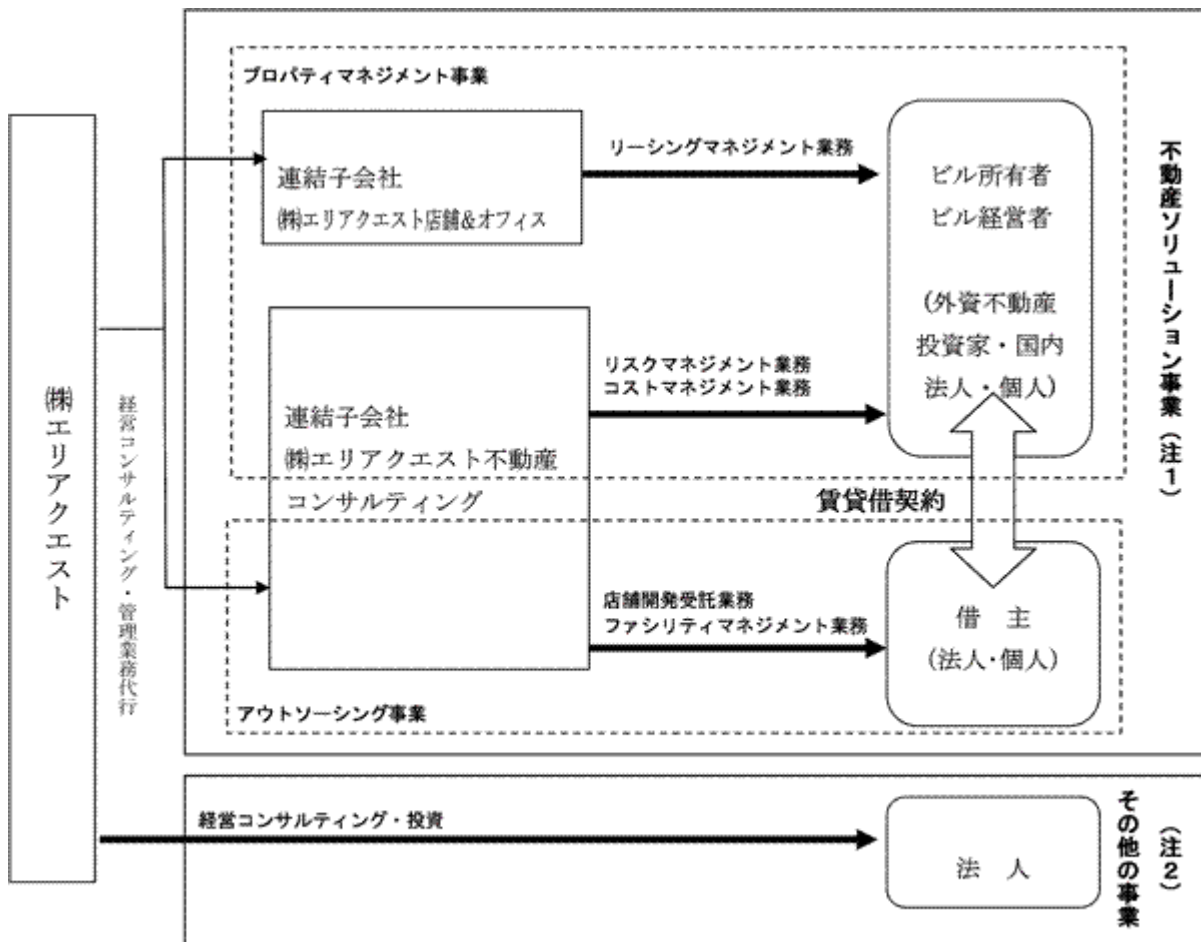 ㈱エリアクエスト
経営コンサルティング・管理業務代行
プロパティマネジメント事業
連結子会社
㈱エリアクエスト店舗&オフィス
リーシングマネジメント業務
ビル所有者
ビル経営者
(外資不動産
投資家・国内
法人・個人)
連結子会社
㈱エリアクエスト不動産
コンサルティング
リスクマネジメント業務
コストマネジメント業務
賃貸借契約
店舗開発受託業務
ファシリティマネジメント業務
借 主
(法人・個人)
アウトソーシング事業
不動産ソリューション事業(注1)
経営コンサルティング・投資
法 人
その他の事業
(注2)